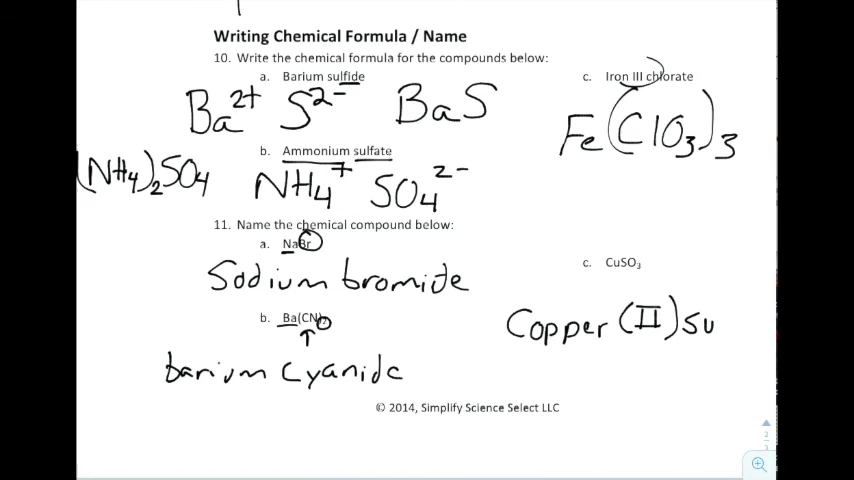 Writing Chemical Formula / Name
10. Write the chemical formula for the compounds below:
a. Barium sulfide
Ba²⁺ S²⁻ BaS
c. Iron III chlorate
Fe(ClO₃)₃
b. Ammonium sulfate
(NH₄)₂SO₄ NH₄⁺ SO₄²⁻
11. Name the chemical compound below:
a. NaBr
Sodium bromide
c. CuSO₃
Copper (II) su
b. Ba(CN)₂
barium cyanide
© 2014, Simplify Science Select LLC